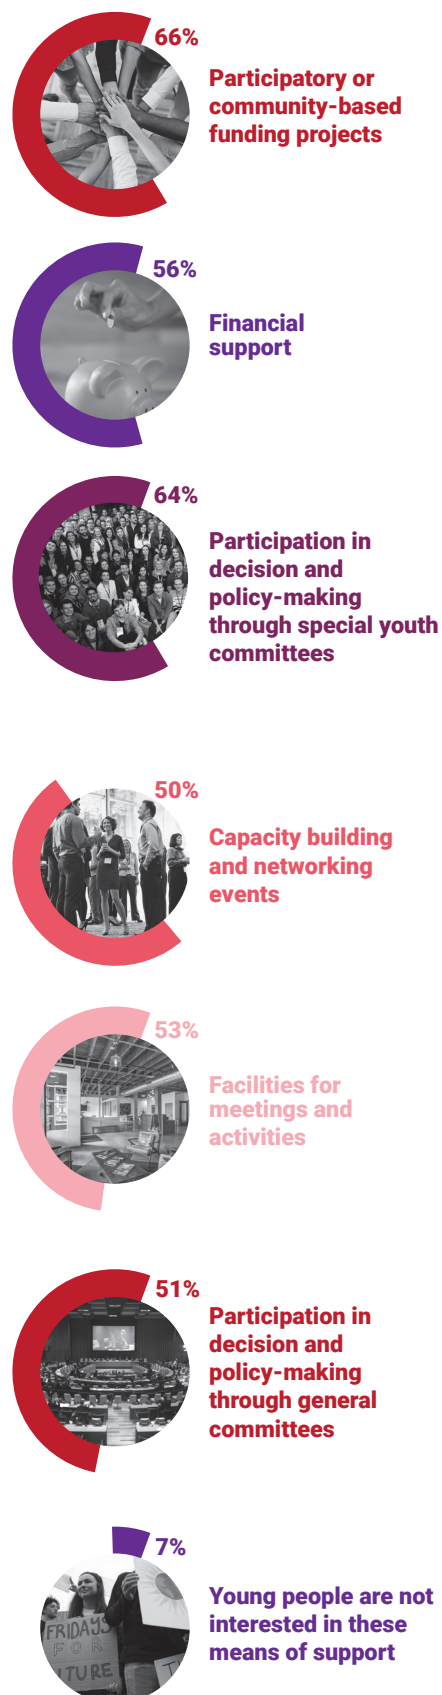 66%
Participatory or
community-based
funding projects
56%
Financial
support
64%
Participation in
decision and
policy-making
through special youth
committees
50%
Capacity building
and networking
events
53%
Facilities for
meetings and
activities
51%
Participation in
decision and
policy-making
through general
committees
7%
Young people are not
interested in these
means of support
FRIDAYS
FOR